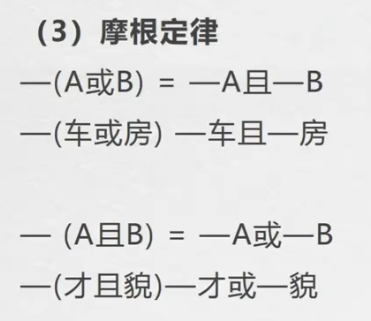 （3）摩根定律
—(A或B) = —A且—B
—(车或房) —车且—房
— (A且B) = —A或—B
—(才且貌)—才或—貌